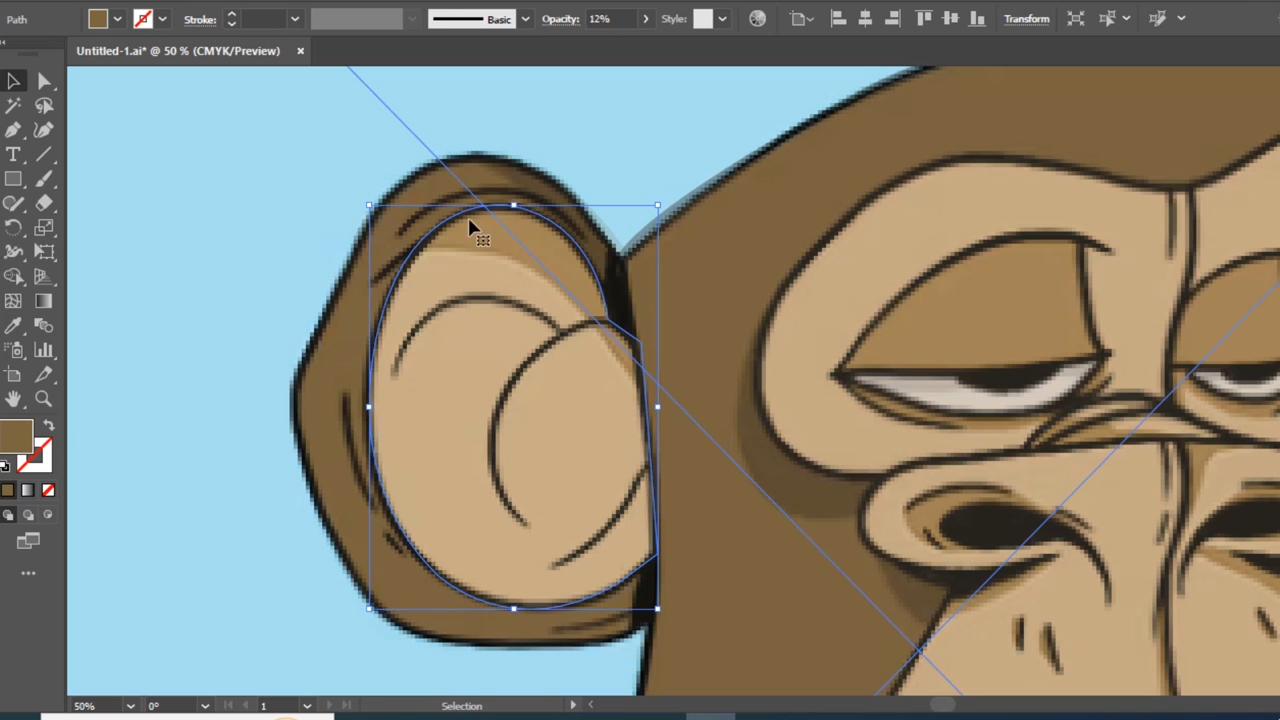 Path
Stroke:
Basic
Opacity: 12%
Style:
Transform
Untitled-1.ai* @ 50 % (CMYK/Preview) ×
50%
0°
1
Selection